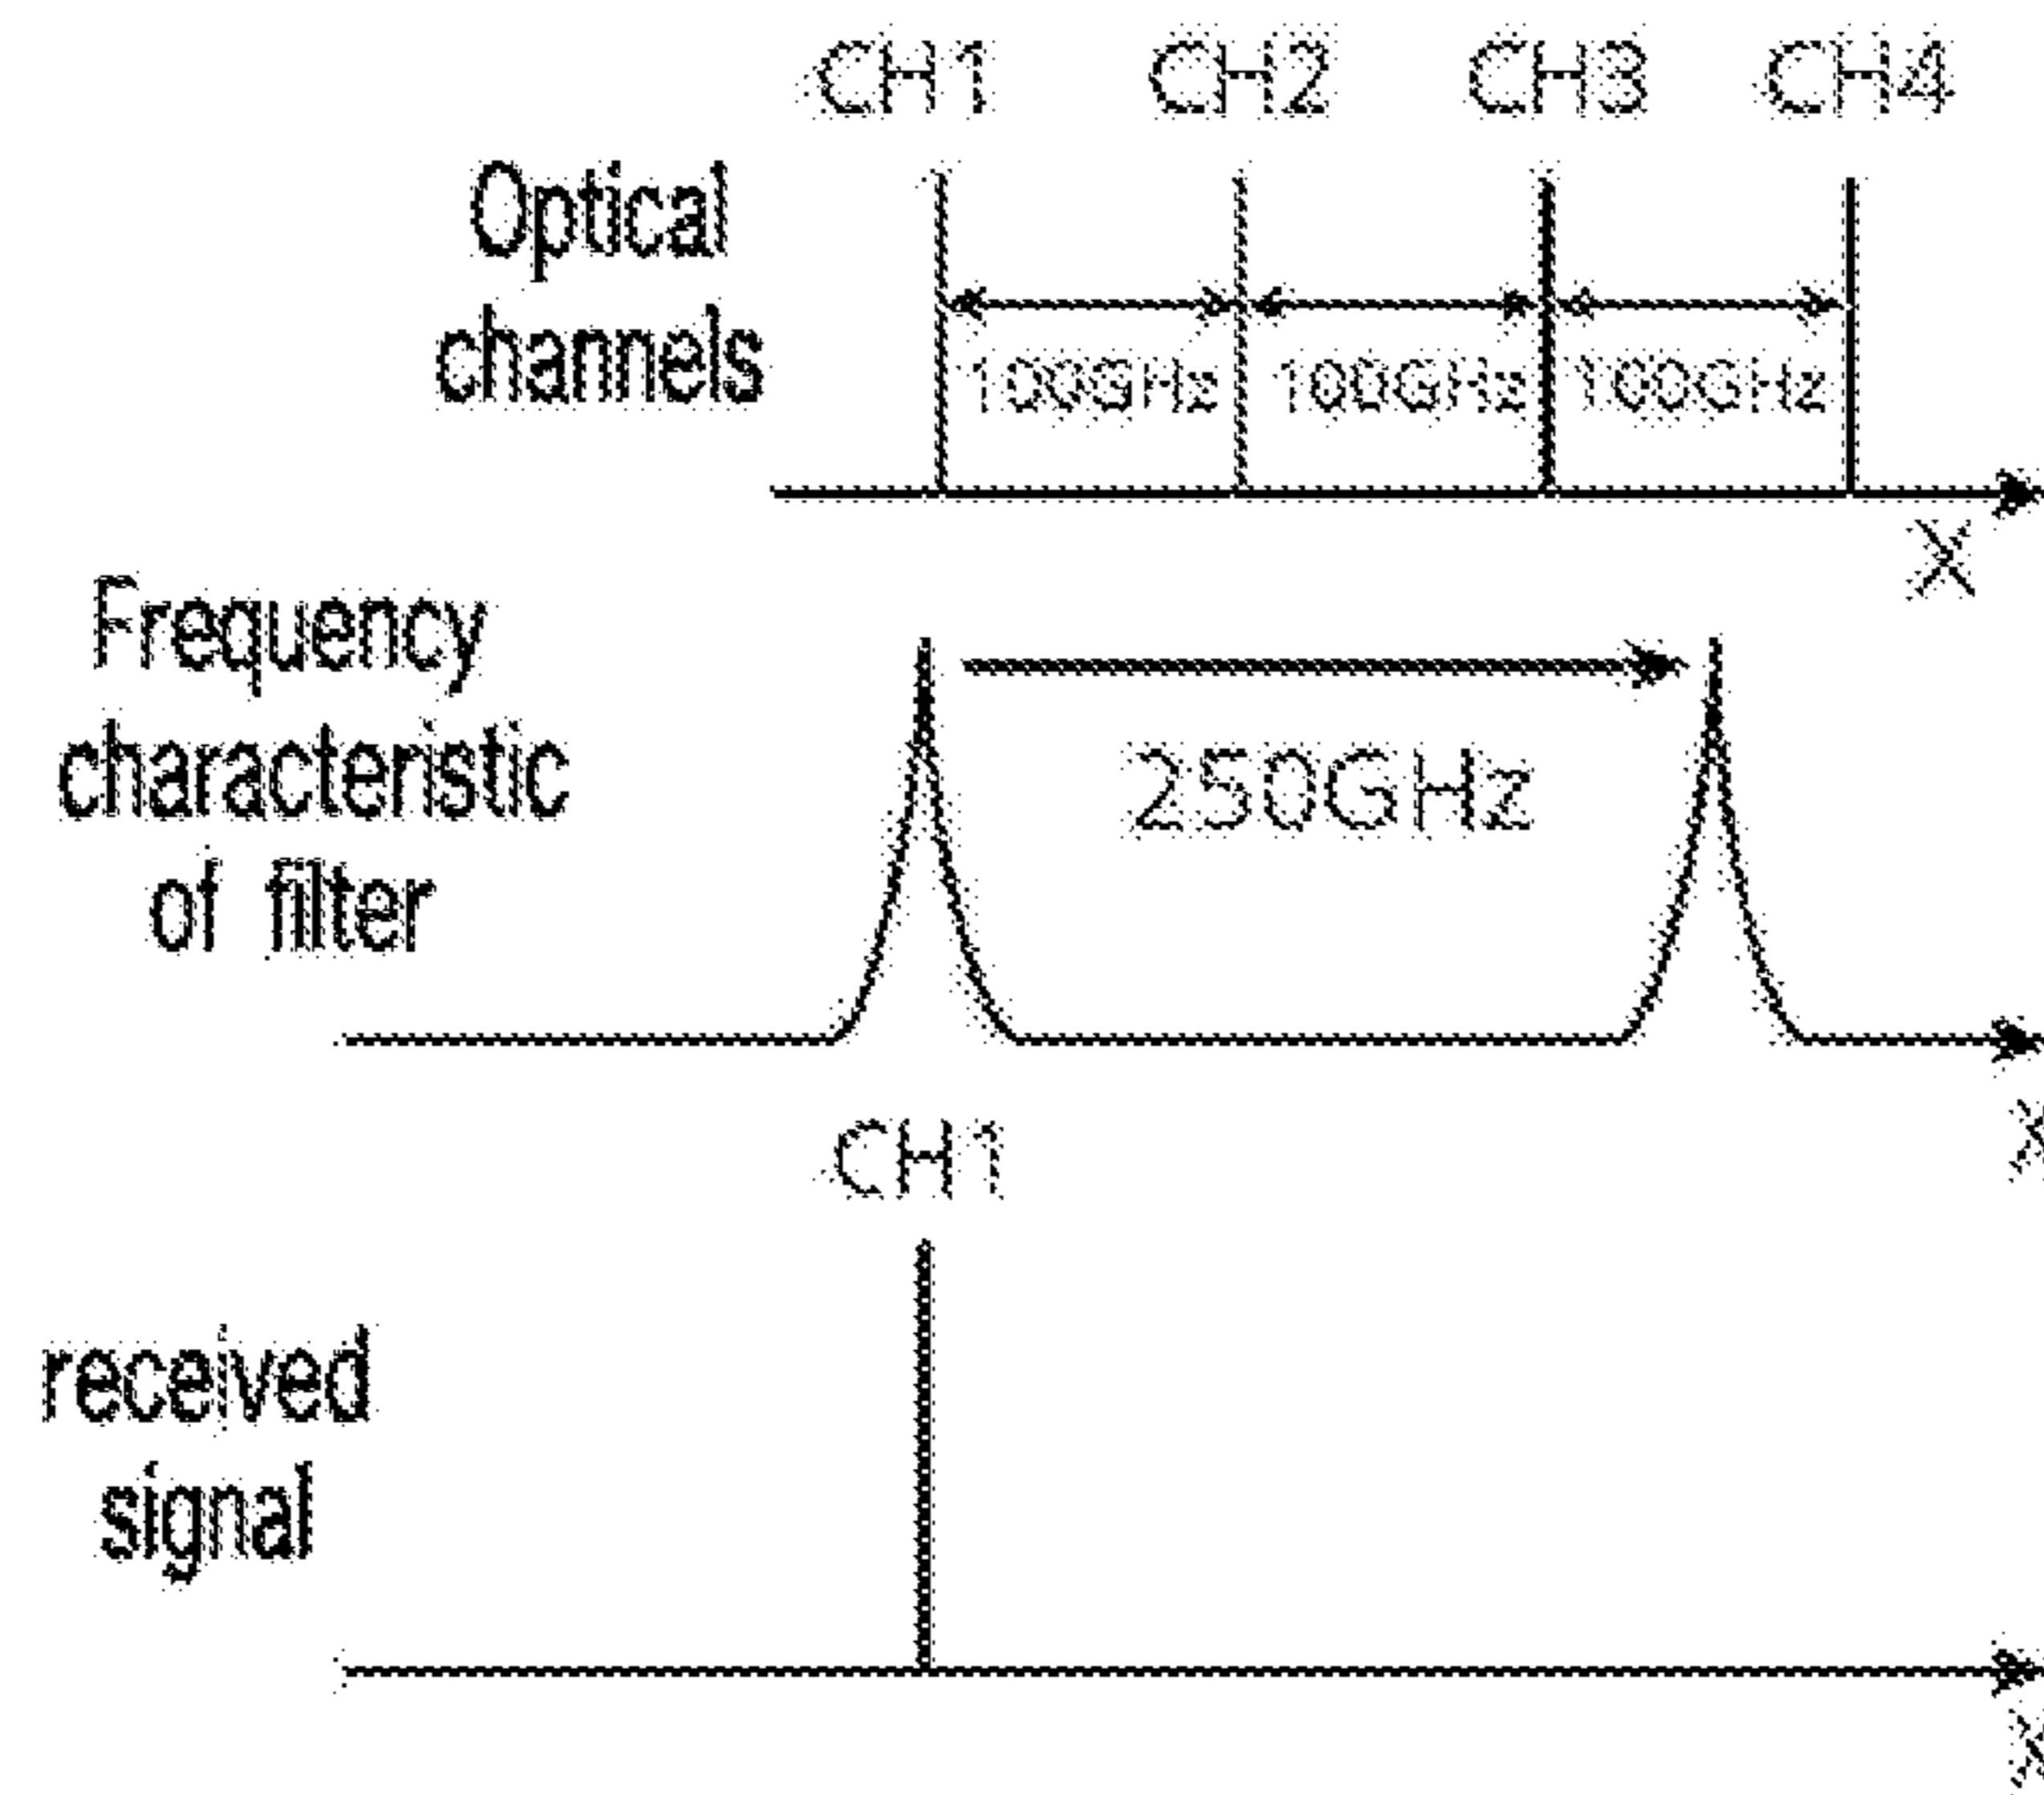 CH1 CH2 CH3 CH4
Optical
channels
100GHz 100GHz 100GHz
X
Frequency
characteristic
of filter
250GHz
X
CH1
received
signal
X